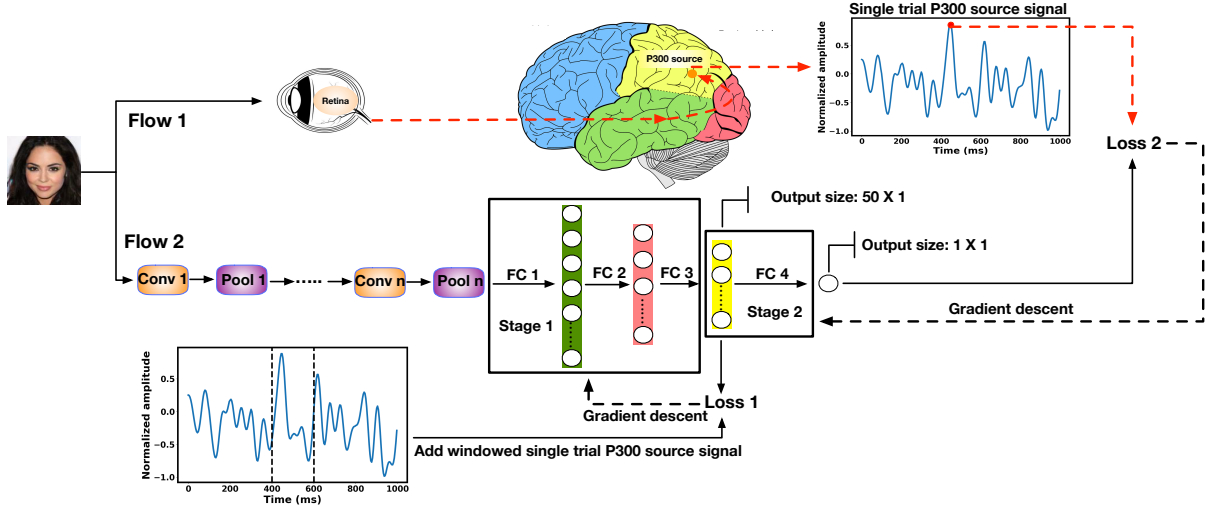 Single trial P300 source signal
Normalized amplitude
0.5
0.0
−0.5
−1.0
0 200 400 600 800 1000
Time (ms)
P300 source
Retina
Flow 1
Loss 2
Flow 2
Output size: 50 X 1
Output size: 1 X 1
Conv 1
Pool 1
Conv n
Pool n
FC 1
FC 2
FC 3
FC 4
Stage 1
Stage 2
Gradient descent
Loss 1
Gradient descent
Add windowed single trial P300 source signal
Normalized amplitude
0.5
0.0
−0.5
−1.0
0 200 400 600 800 1000
Time (ms)